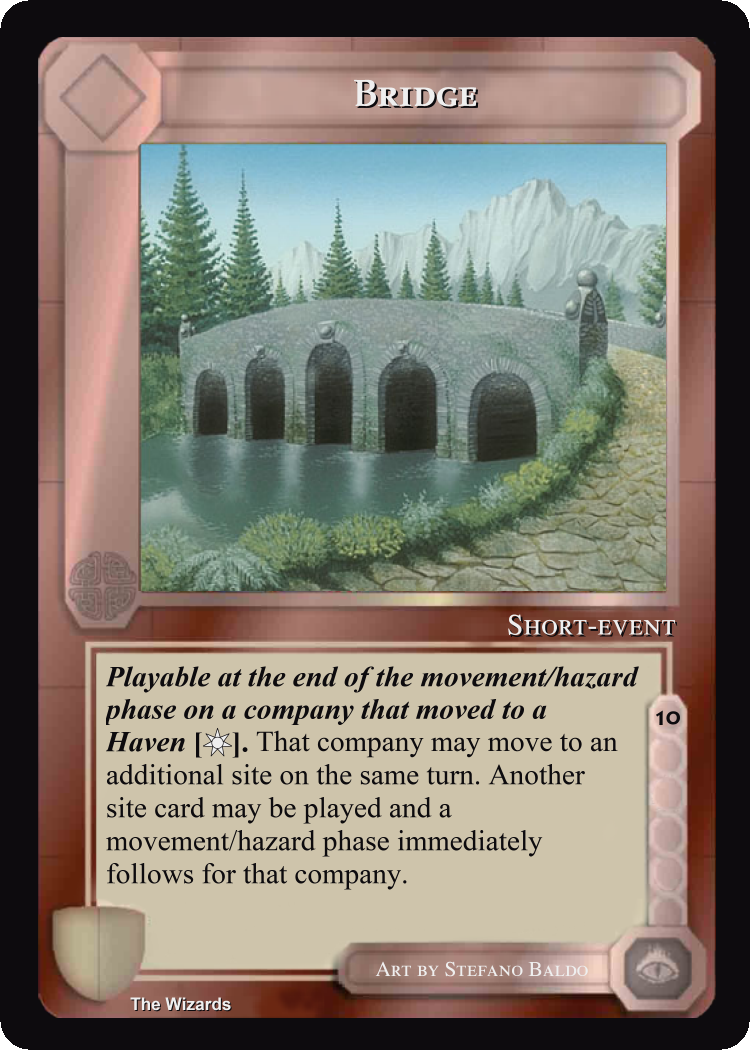 Bridge
Short-event
Playable at the end of the movement/hazard
phase on a company that moved to a
Haven [☼]. That company may move to an
additional site on the same turn. Another
site card may be played and a
movement/hazard phase immediately
follows for that company.
10
Art by Stefano Baldo
The Wizards